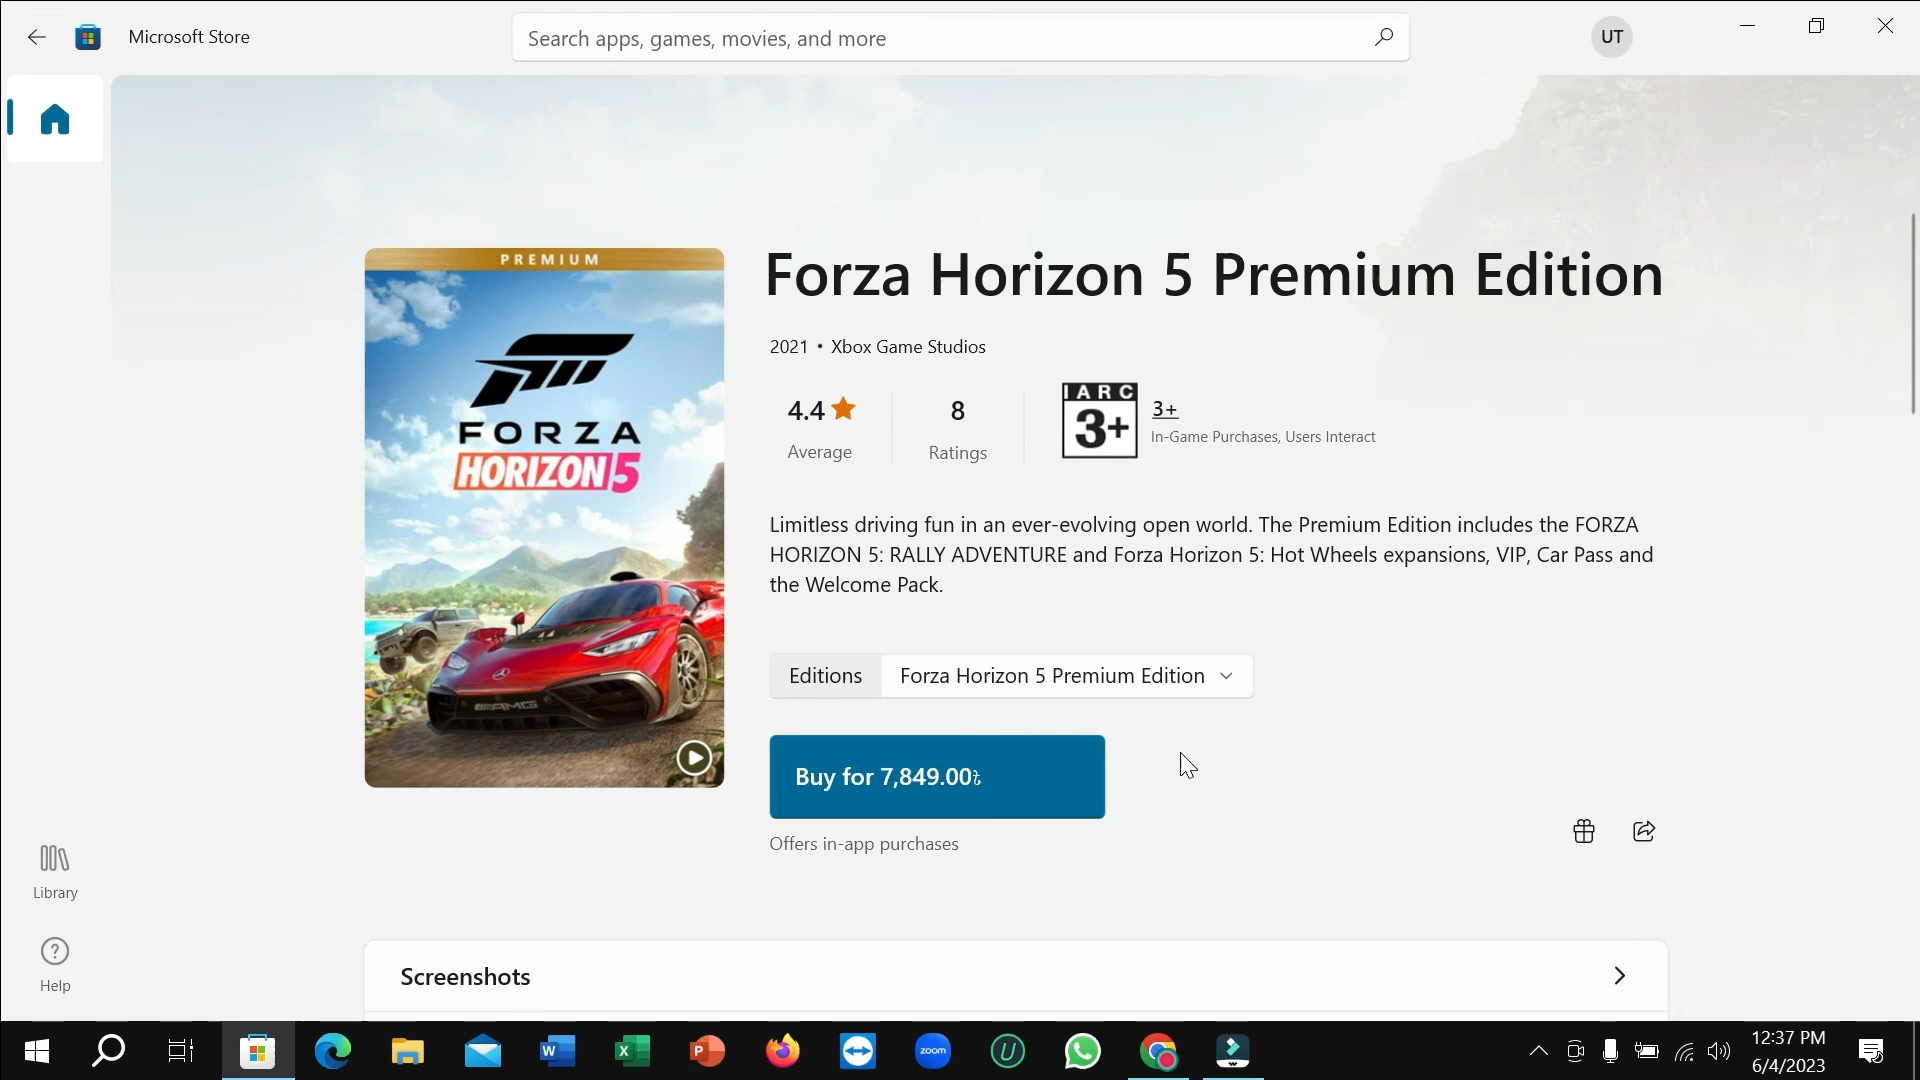 Microsoft Store
Search apps, games, movies, and more
UT
PREMIUM
FORZA
HORIZON 5
Forza Horizon 5 Premium Edition
2021 • Xbox Game Studios
4.4
Average
8
Ratings
IARC
3+
3+
In-Game Purchases, Users Interact
Limitless driving fun in an ever-evolving open world. The Premium Edition includes the FORZA
HORIZON 5: RALLY ADVENTURE and Forza Horizon 5: Hot Wheels expansions, VIP, Car Pass and
the Welcome Pack.
Editions
Forza Horizon 5 Premium Edition
Buy for 7,849.00৳
Offers in-app purchases
Library
Help
Screenshots
zoom
12:37 PM
6/4/2023